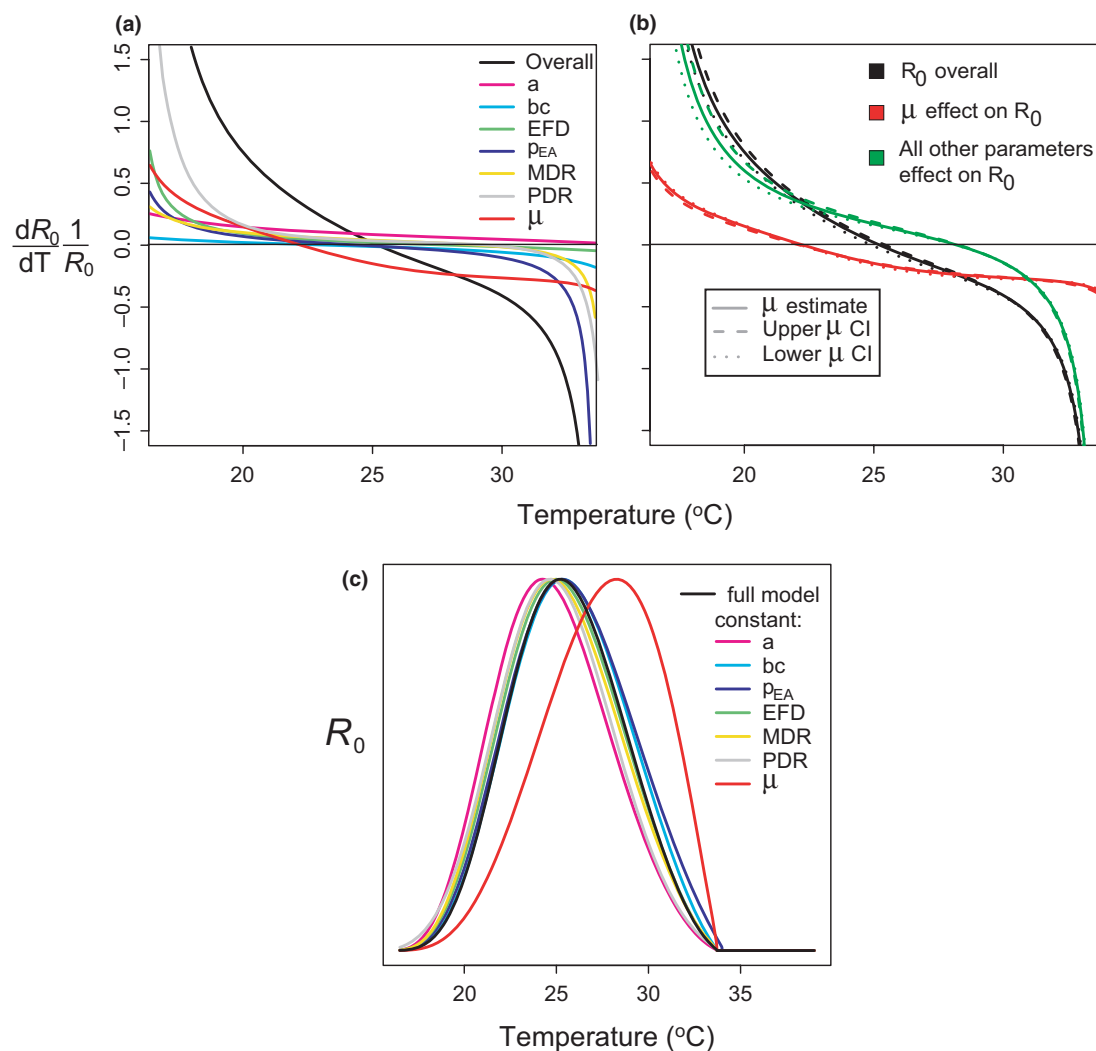 (a)
1.5
1.0
0.5
0.0
−0.5
−1.0
−1.5
dR0 1
dT R0
Overall
a
bc
EFD
pEA
MDR
PDR
μ
20 25 30
(b)
R0 overall
μ effect on R0
All other parameters
effect on R0
μ estimate
Upper μ CI
Lower μ CI
20 25 30
Temperature (oC)
(c)
R0
full model
constant:
a
bc
pEA
EFD
MDR
PDR
μ
20 25 30 35
Temperature (oC)